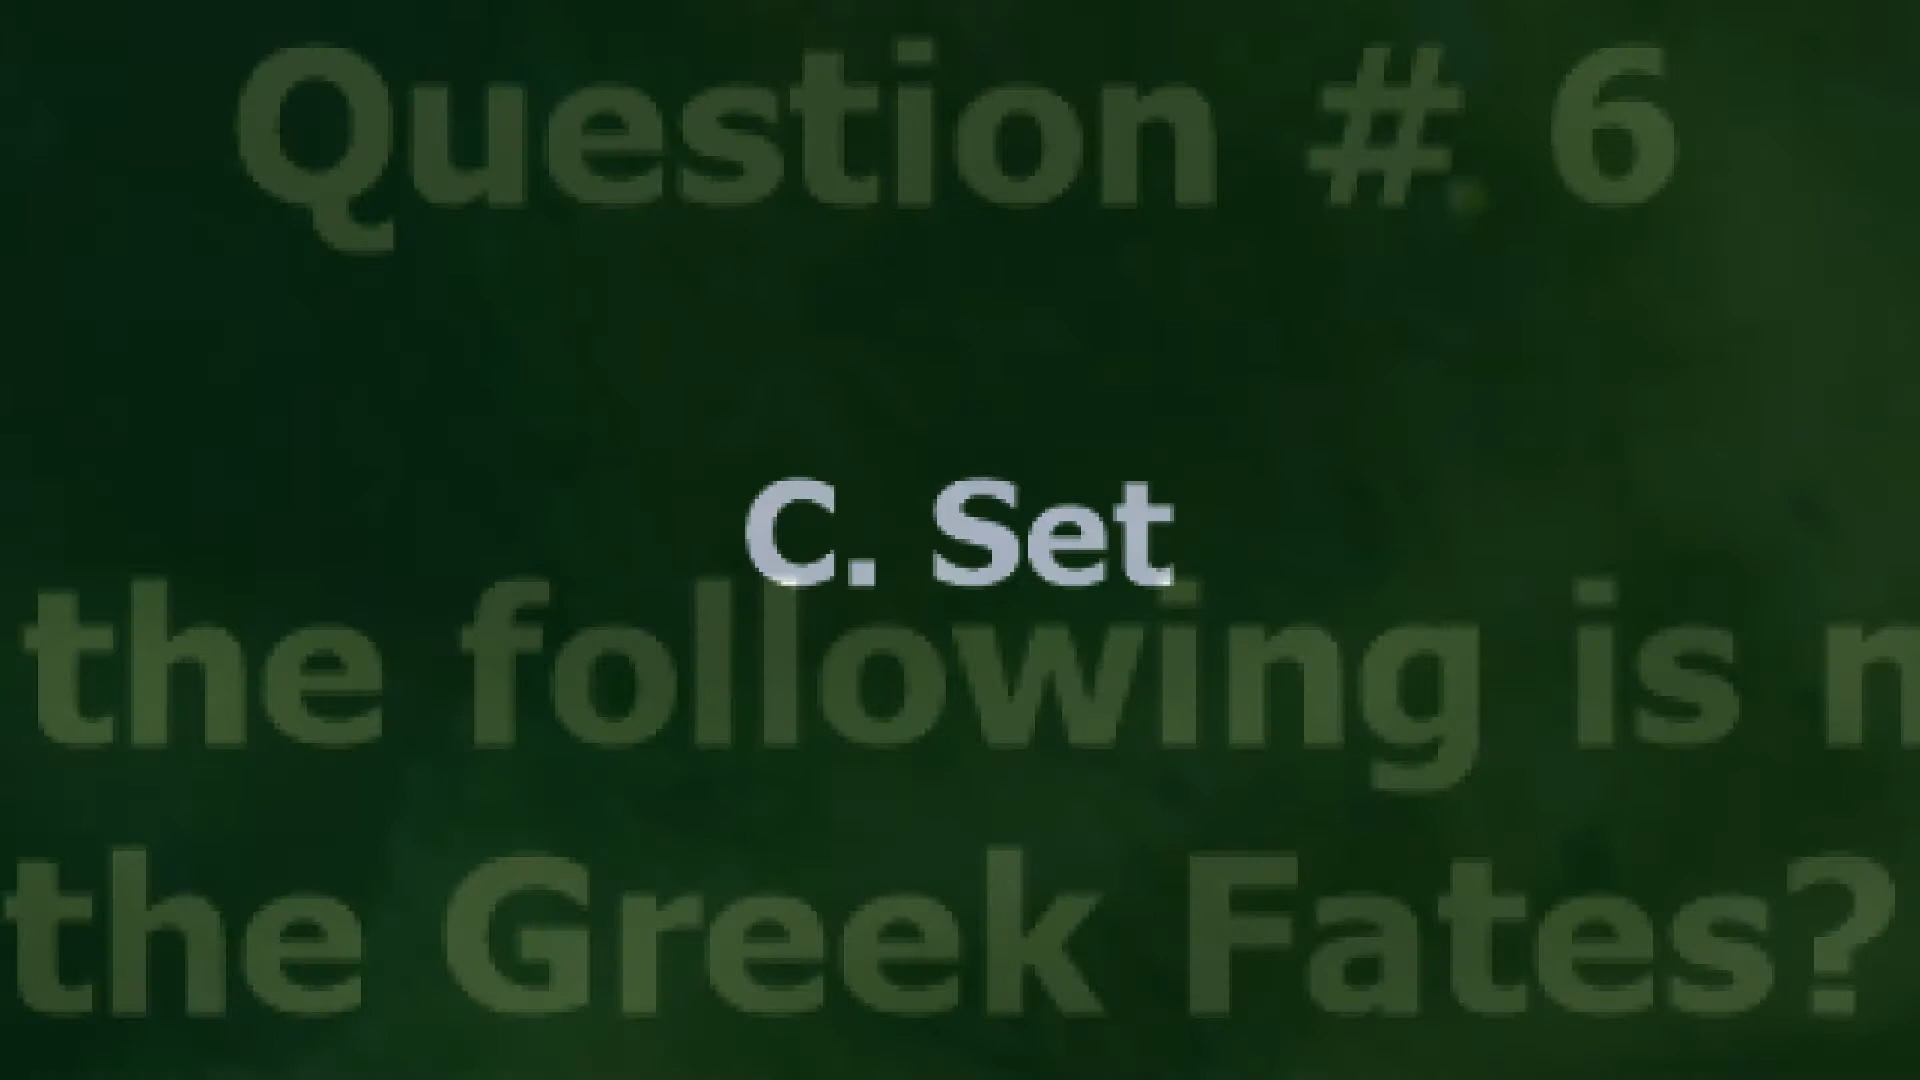 Question # 6
C. Set
the following is
the Greek Fates?